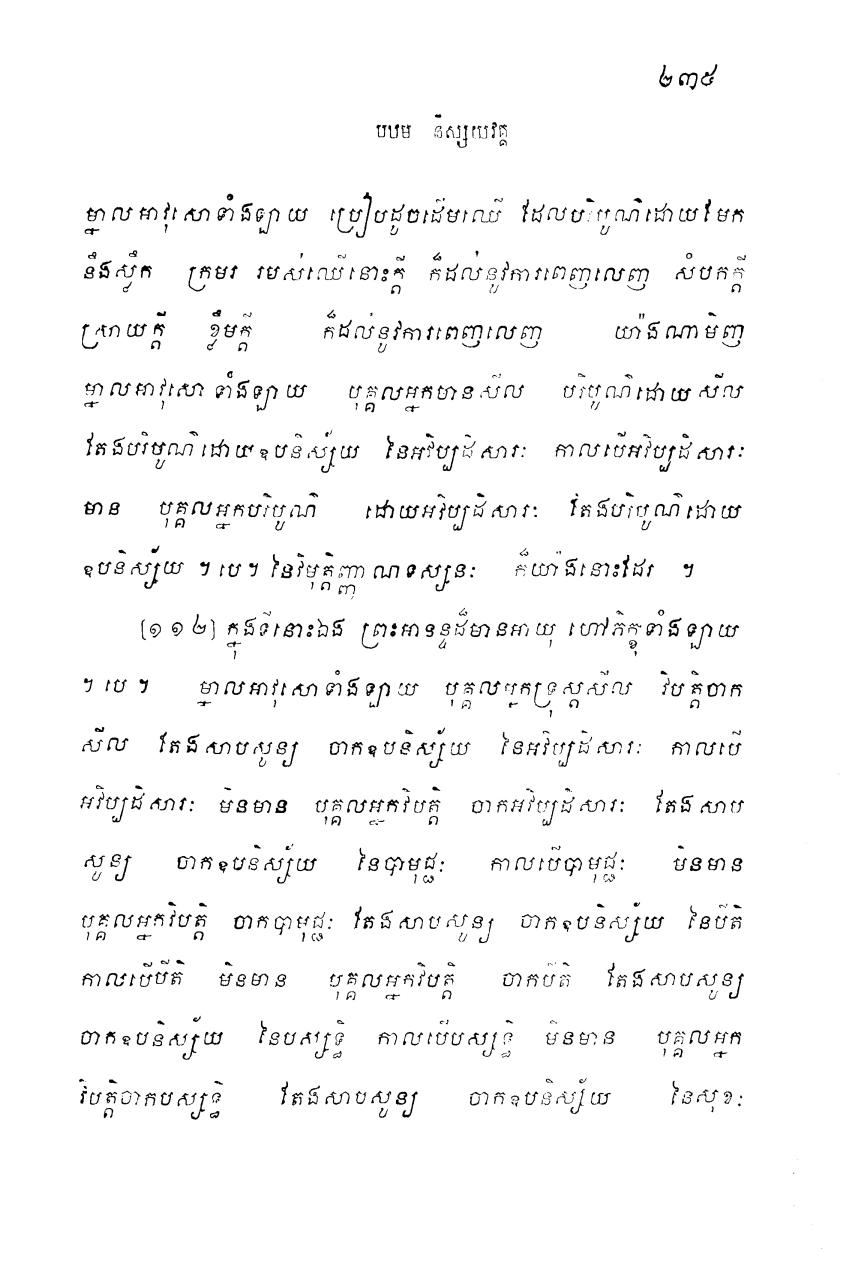 ២៣៥
បឋម និស្សយវគ្គ
ម្នាលអាវុសោទាំងឡាយ ប្រៀបដូចដើមឈើ ដែលបរិបូណ៌ដោយមែក
នឹងស្លឹក ក្រមរ របស់ឈើនោះក្តី ក៏ដល់នូវការពេញលេញ សំបកក្តី
ស្រាយក្តី ខ្លឹមក្តី ក៏ដល់នូវការពេញលេញ យ៉ាងណាមិញ
ម្នាលអាវុសោ ទាំងឡាយ បុគ្គលអ្នកមានសីល បរិបូណ៌ដោយ សីល
តែងបរិបូណ៌ដោយឧបនិស្ស័យ នៃអវិប្បដិសារៈ កាលបើអវិប្បដិសារៈ
មាន បុគ្គលអ្នកបរិបូណ៌ ដោយអវិប្បដិសារៈ តែងបរិបូណ៌ដោយ
ឧបនិស្ស័យ ។ បេ ។ នៃវិមុត្តិញ្ញាណទស្សនៈ ក៏យ៉ាងនោះដែរ ។
[១១២] ក្នុងទីនោះឯង ព្រះអានន្ទដ៏មានអាយុ ហៅភិក្ខុទាំងឡាយ
។ បេ ។ ម្នាលអាវុសោទាំងឡាយ បុគ្គលអ្នកទ្រុស្តសីល វិបត្តិចាក
សីល តែងសាបសូន្យ ចាកឧបនិស្ស័យ នៃអវិប្បដិសារៈ កាលបើ
អវិប្បដិសារៈ មិនមាន បុគ្គលអ្នកវិបត្តិ ចាកអវិប្បដិសារៈ តែងសាប
សូន្យ ចាកឧបនិស្ស័យ នៃបាមុជ្ជៈ កាលបើបាមុជ្ជៈ មិនមាន
បុគ្គលអ្នកវិបត្តិ ចាកបាមុជ្ជៈ តែងសាបសូន្យ ចាកឧបនិស្ស័យ នៃបីតិ
កាលបើបីតិ មិនមាន បុគ្គលអ្នកវិបត្តិ ចាកបីតិ តែងសាបសូន្យ
ចាកឧបនិស្ស័យ នៃបស្សទ្ធិ កាលបើបស្សទ្ធិ មិនមាន បុគ្គលអ្នក
វិបត្តិចាកបស្សទ្ធិ តែងសាបសូន្យ ចាកឧបនិស្ស័យ នៃសុខៈ